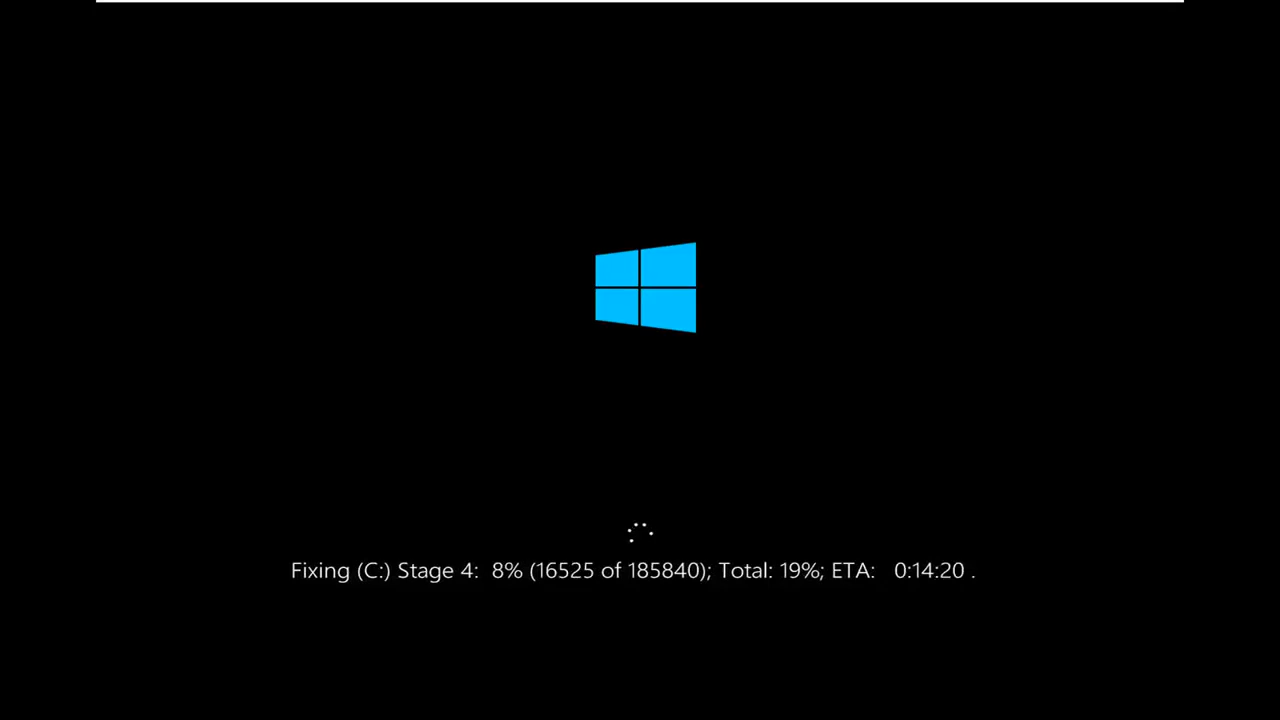 Fixing (C:) Stage 4:  8% (16525 of 185840); Total: 19%; ETA:   0:14:20 .